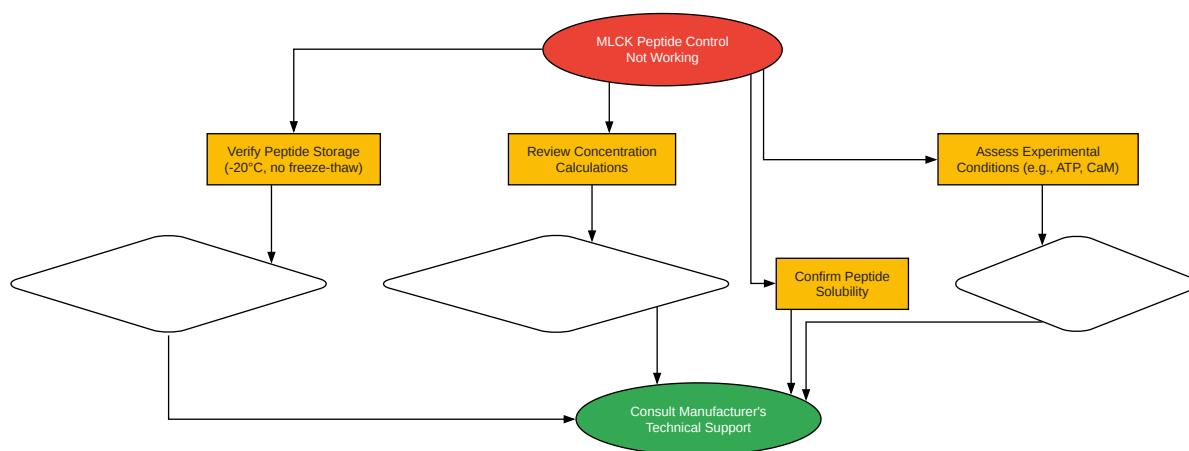 MLCK Peptide Control
Not Working
Verify Peptide Storage
(-20°C, no freeze-thaw)
Review Concentration
Calculations
Assess Experimental
Conditions (e.g., ATP, CaM)
Confirm Peptide
Solubility
Consult Manufacturer's
Technical Support